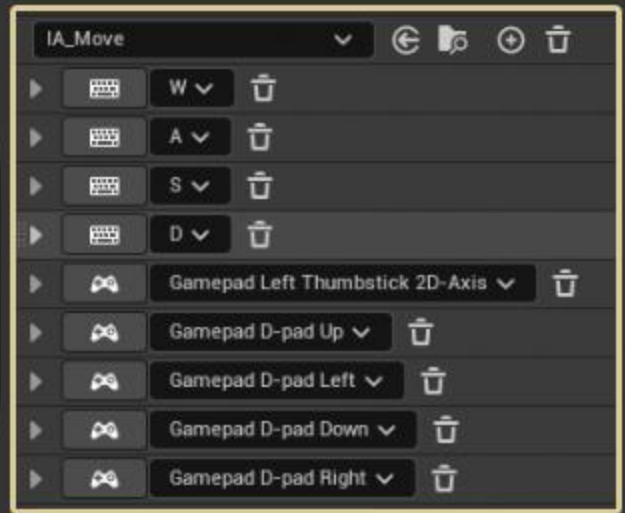 IA_Move
W
A
S
D
Gamepad Left Thumbstick 2D-Axis
Gamepad D-pad Up
Gamepad D-pad Left
Gamepad D-pad Down
Gamepad D-pad Right